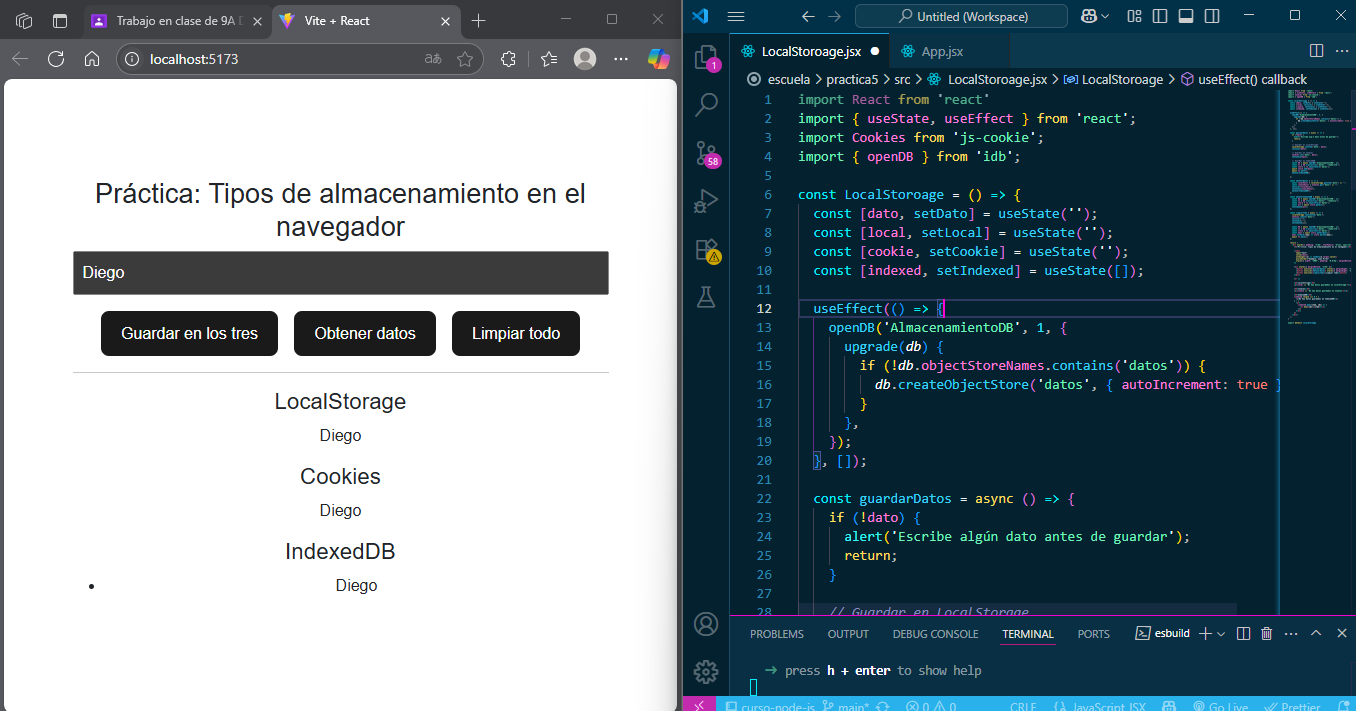 Trabajo en clase de 9A D
Vite + React
localhost:5173
Práctica: Tipos de almacenamiento en el
navegador
Diego
Guardar en los tres
Obtener datos
Limpiar todo
LocalStorage
Diego
Cookies
Diego
IndexedDB
• Diego
Untitled (Workspace)
LocalStoroage.jsx
App.jsx
escuela > practica5 > src > LocalStoroage.jsx > LocalStoroage > useEffect() callback
1 import React from 'react'
2 import { useState, useEffect } from 'react';
3 import Cookies from 'js-cookie';
4 import { openDB } from 'idb';
5
6 const LocalStoroage = () => {
7 const [dato, setDato] = useState('');
8 const [local, setLocal] = useState('');
9 const [cookie, setCookie] = useState('');
10 const [indexed, setIndexed] = useState([]);
11
12 useEffect(() => {
13 openDB('AlmacenamientoDB', 1, {
14 upgrade(db) {
15 if (!db.objectStoreNames.contains('datos')) {
16 db.createObjectStore('datos', { autoIncrement: true }
17 }
18 },
19 });
20 }, []);
21
22 const guardarDatos = async () => {
23 if (!dato) {
24 alert('Escribe algún dato antes de guardar');
25 return;
26 }
27
28 // Guardar en LocalStorage
1
58
PROBLEMS
OUTPUT
DEBUG CONSOLE
TERMINAL
PORTS
esbuild
→ press h + enter to show help
curso-node-js
main*
0
0
CRLF
JavaScript JSX
Go Live
Prettier